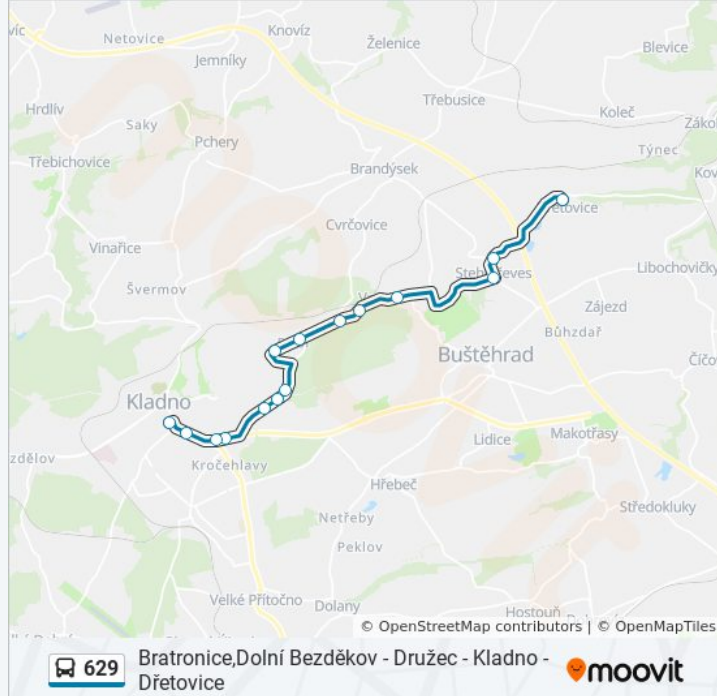 Netovice
Knovíz
Želenice
Jemníky
Blevice
Třebusice
Hrdlív
Koleč
Saky
Pchery
Týnec
Třebichovice
Brandýsek
Cvrčovice
Vinařice
Libochovičky
Švermov
Zájezd
Bůhzdař
Buštěhrad
Kladno
Lidice
Makotřasy
Kročehlavy
Hřebeč
Středokluky
Netřeby
Peklov
Velké Přítočno
Dolany
Hostouň
© OpenStreetMap contributors | © OpenMapTiles
629
Bratronice,Dolní Bezděkov - Družec - Kladno -
Dřetovice
moovit